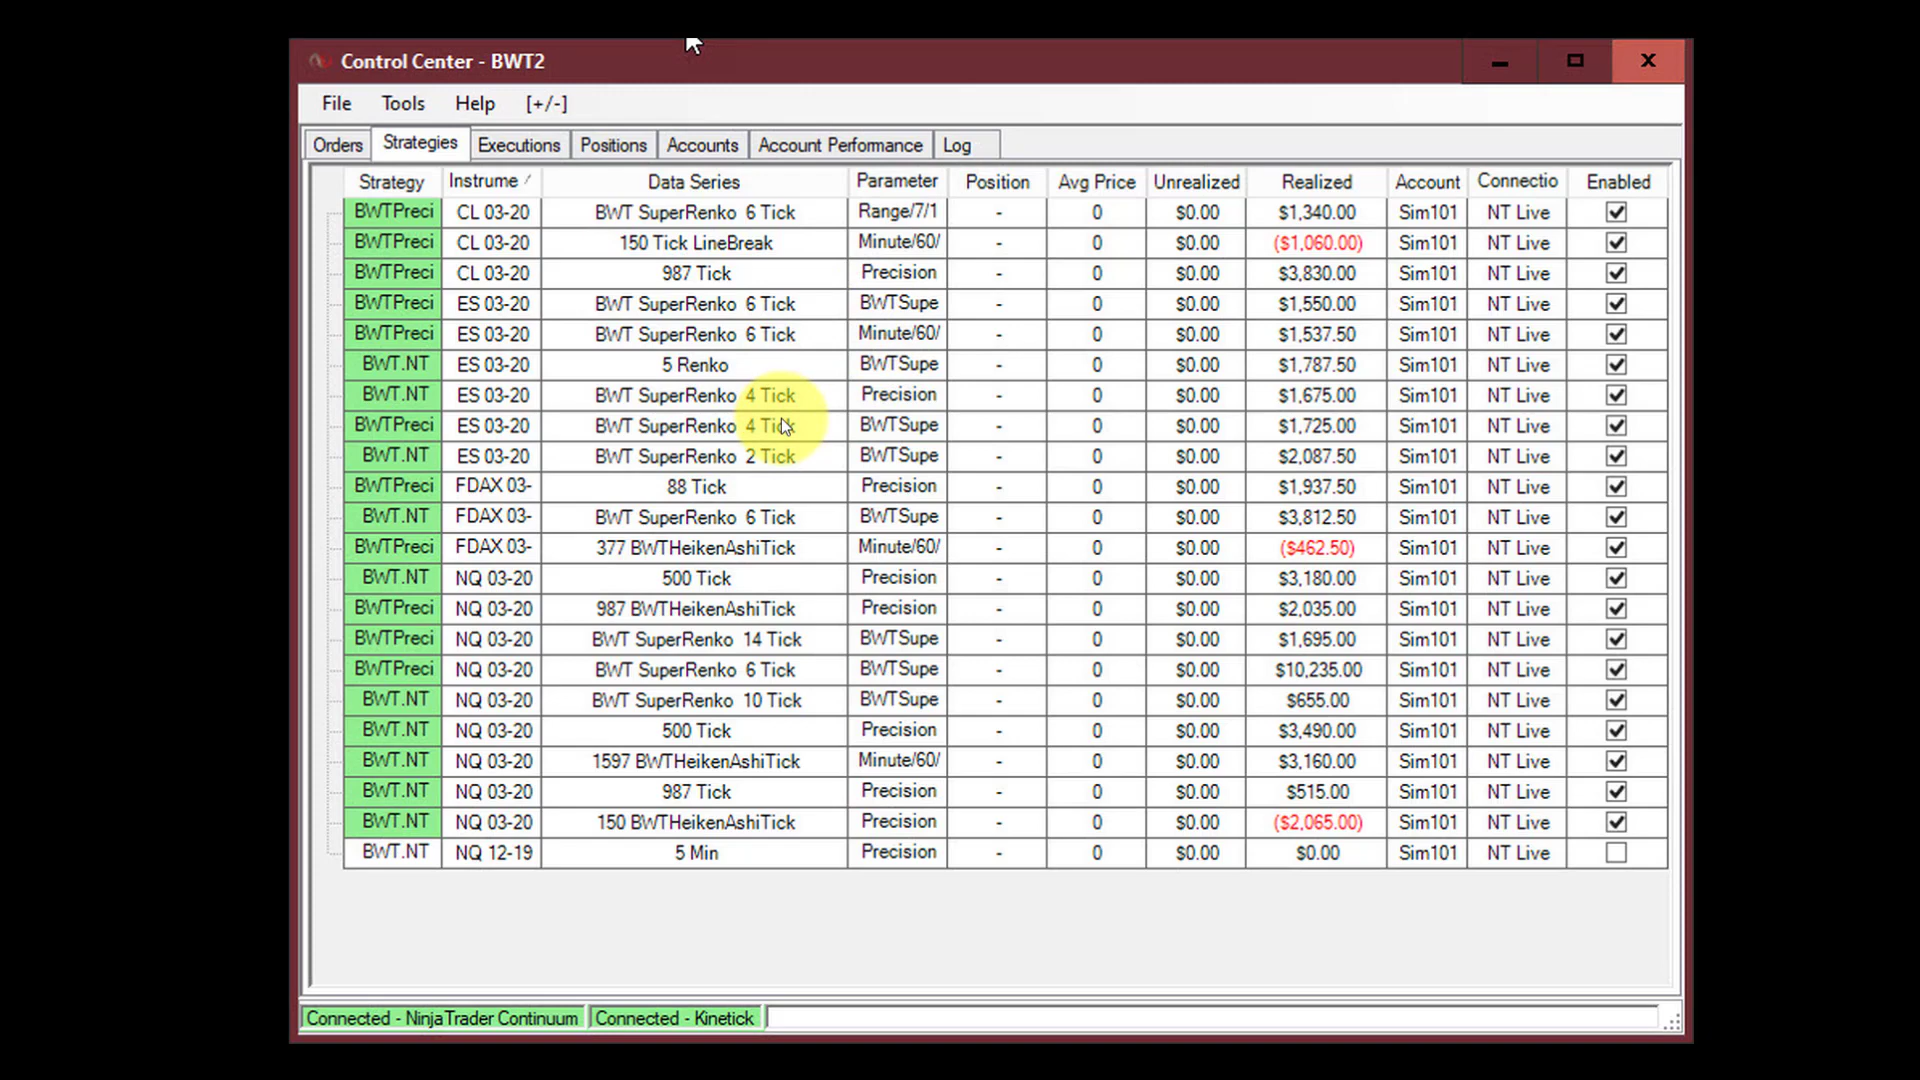 Control Center - BWT2
File Tools Help [+/-]
Orders Strategies Executions Positions Accounts Account Performance Log
Strategy Instrume Data Series Parameter Position Avg Price Unrealized Realized Account Connectio Enabled
BWTPreci CL 03-20 BWT SuperRenko 6 Tick Range/7/1 - 0 $0.00 $1,340.00 Sim101 NT Live
BWTPreci CL 03-20 150 Tick LineBreak Minute/60/ - 0 $0.00 ($1,060.00) Sim101 NT Live
BWTPreci CL 03-20 987 Tick Precision - 0 $0.00 $3,830.00 Sim101 NT Live
BWTPreci ES 03-20 BWT SuperRenko 6 Tick BWTSupe - 0 $0.00 $1,550.00 Sim101 NT Live
BWTPreci ES 03-20 BWT SuperRenko 6 Tick Minute/60/ - 0 $0.00 $1,537.50 Sim101 NT Live
BWT.NT ES 03-20 5 Renko BWTSupe - 0 $0.00 $1,787.50 Sim101 NT Live
BWT.NT ES 03-20 BWT SuperRenko 4 Tick Precision - 0 $0.00 $1,675.00 Sim101 NT Live
BWTPreci ES 03-20 BWT SuperRenko 4 Tick BWTSupe - 0 $0.00 $1,725.00 Sim101 NT Live
BWT.NT ES 03-20 BWT SuperRenko 2 Tick BWTSupe - 0 $0.00 $2,087.50 Sim101 NT Live
BWTPreci FDAX 03- 88 Tick Precision - 0 $0.00 $1,937.50 Sim101 NT Live
BWT.NT FDAX 03- BWT SuperRenko 6 Tick BWTSupe - 0 $0.00 $3,812.50 Sim101 NT Live
BWTPreci FDAX 03- 377 BWTHeikenAshiTick Minute/60/ - 0 $0.00 ($462.50) Sim101 NT Live
BWT.NT NQ 03-20 500 Tick Precision - 0 $0.00 $3,180.00 Sim101 NT Live
BWTPreci NQ 03-20 987 BWTHeikenAshiTick Precision - 0 $0.00 $2,035.00 Sim101 NT Live
BWTPreci NQ 03-20 BWT SuperRenko 14 Tick BWTSupe - 0 $0.00 $1,695.00 Sim101 NT Live
BWTPreci NQ 03-20 BWT SuperRenko 6 Tick BWTSupe - 0 $0.00 $10,235.00 Sim101 NT Live
BWT.NT NQ 03-20 BWT SuperRenko 10 Tick BWTSupe - 0 $0.00 $655.00 Sim101 NT Live
BWT.NT NQ 03-20 500 Tick Precision - 0 $0.00 $3,490.00 Sim101 NT Live
BWT.NT NQ 03-20 1597 BWTHeikenAshiTick Minute/60/ - 0 $0.00 $3,160.00 Sim101 NT Live
BWT.NT NQ 03-20 987 Tick Precision - 0 $0.00 $515.00 Sim101 NT Live
BWT.NT NQ 03-20 150 BWTHeikenAshiTick Precision - 0 $0.00 ($2,065.00) Sim101 NT Live
BWT.NT NQ 12-19 5 Min Precision - 0 $0.00 $0.00 Sim101 NT Live
Connected - NinjaTrader Continuum Connected - Kinetick